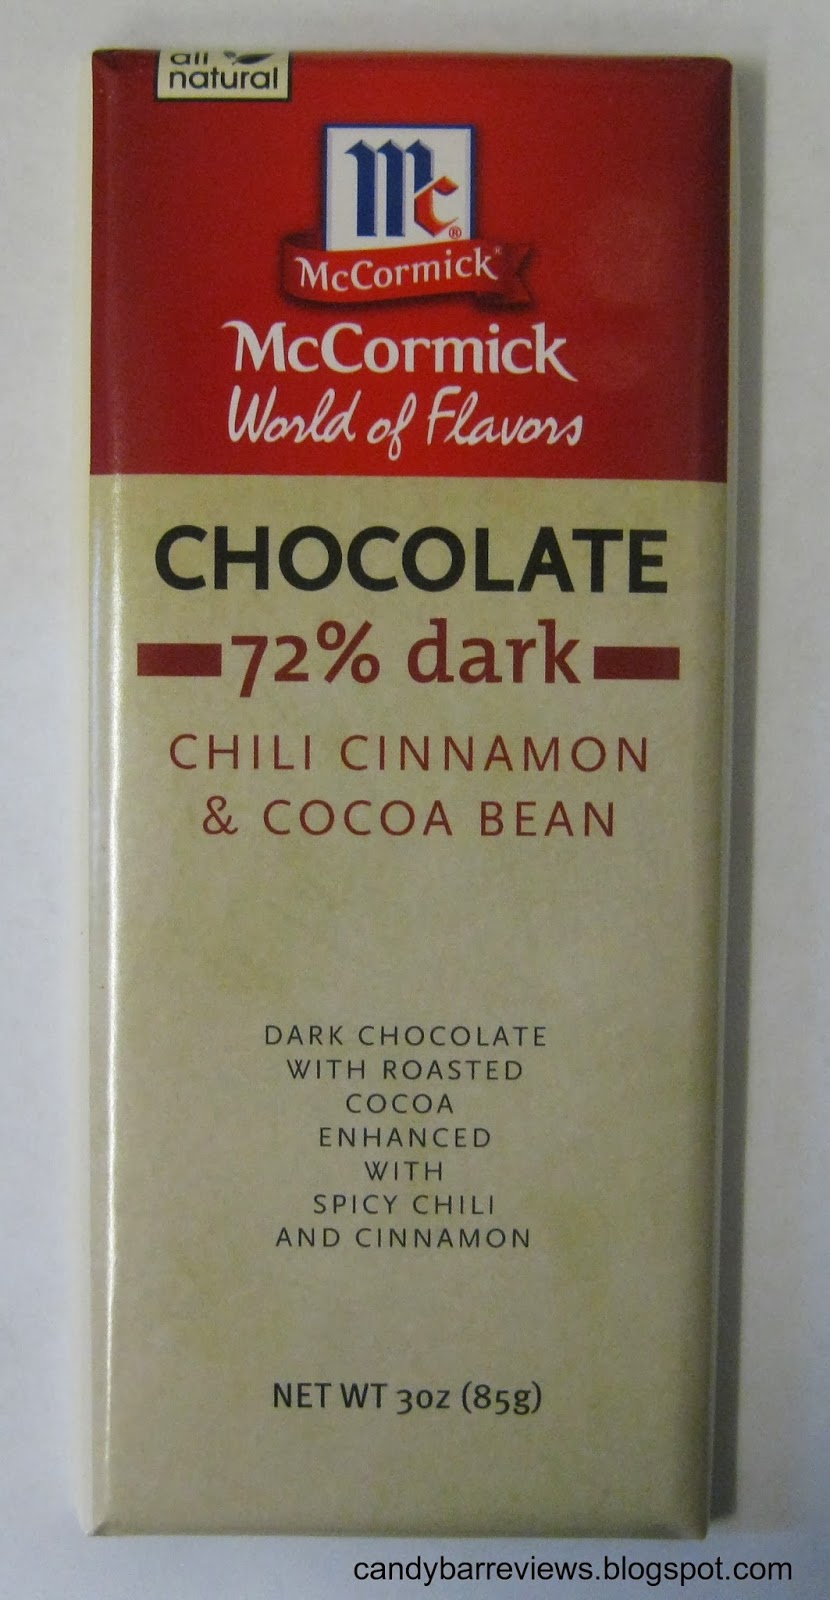 all
natural
Mc®
McCormick®
McCormick
World of Flavors
CHOCOLATE
72% dark
CHILI CINNAMON
& COCOA BEAN
DARK CHOCOLATE
WITH ROASTED
COCOA
ENHANCED
WITH
SPICY CHILI
AND CINNAMON
NET WT 3oz (85g)
candybarreviews.blogspot.com